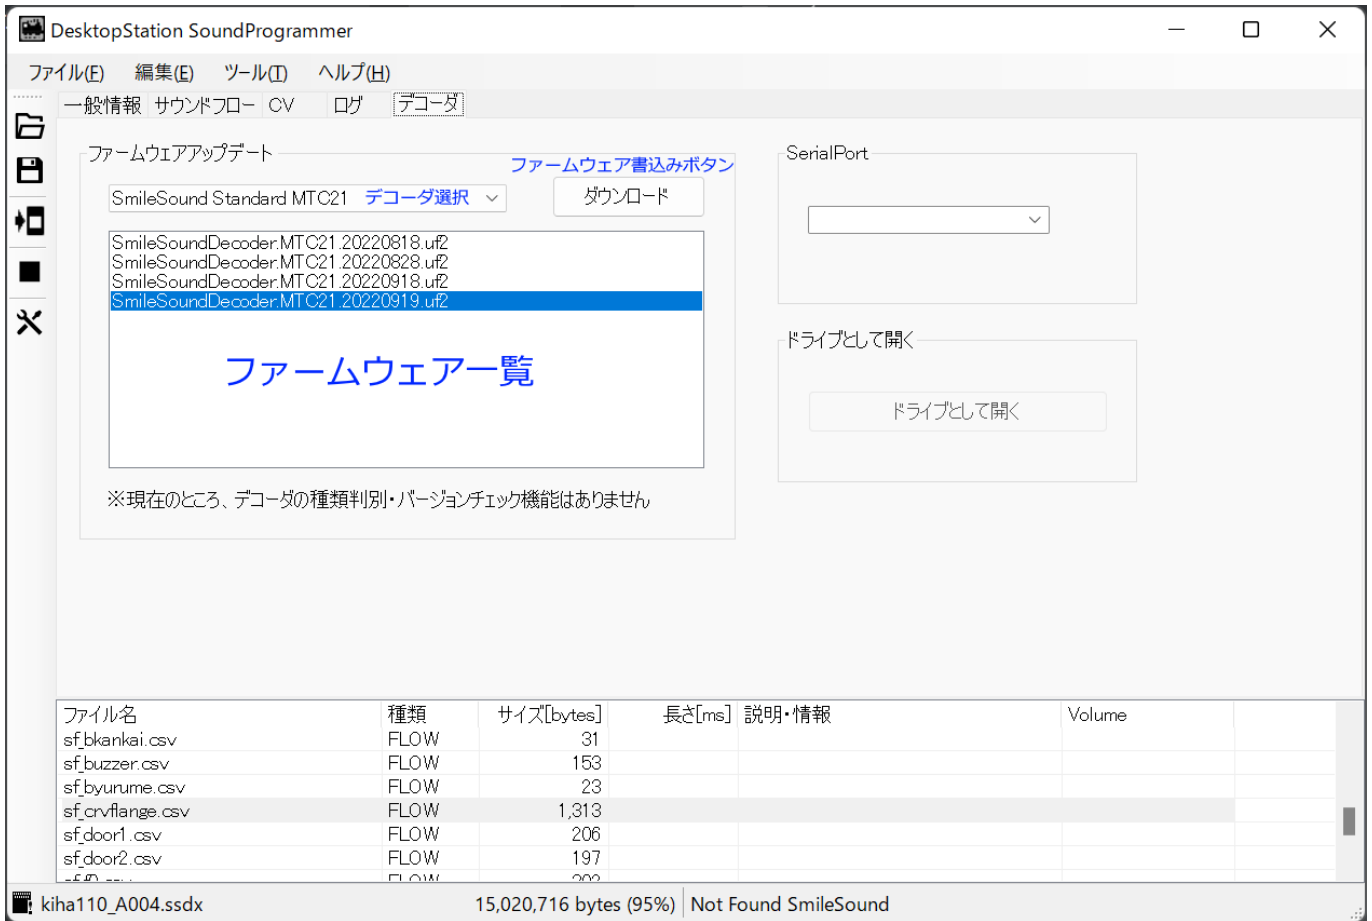 DesktopStation SoundProgrammer
ファイル(F) 編集(E) ツール(T) ヘルプ(H)
一般情報 サウンドフロー CV ログ デコーダ
ファームウェアアップデート
ファームウェア書込みボタン
SmileSound Standard MTC21 デコーダ選択
ダウンロード
SmileSoundDecoder.MTC21.20220818.uf2
SmileSoundDecoder.MTC21.20220828.uf2
SmileSoundDecoder.MTC21.20220918.uf2
SmileSoundDecoder.MTC21.20220919.uf2
ファームウェア一覧
※現在のところ、デコーダの種類判別・バージョンチェック機能はありません
SerialPort
ドライブとして開く
ドライブとして開く
ファイル名 種類 サイズ[bytes] 長さ[ms] 説明・情報 Volume
sf_bkankai.csv FLOW 31
sf_buzzer.csv FLOW 153
sf_byurume.csv FLOW 23
sf_crvflange.csv FLOW 1,313
sf_door1.csv FLOW 206
sf_door2.csv FLOW 197
kiha110_A004.ssdx 15,020,716 bytes (95%) Not Found SmileSound